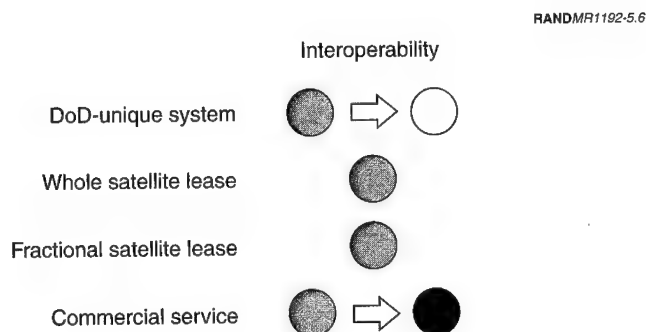 RANDMR1192-5.6
Interoperability
DoD-unique system
Whole satellite lease
Fractional satellite lease
Commercial service